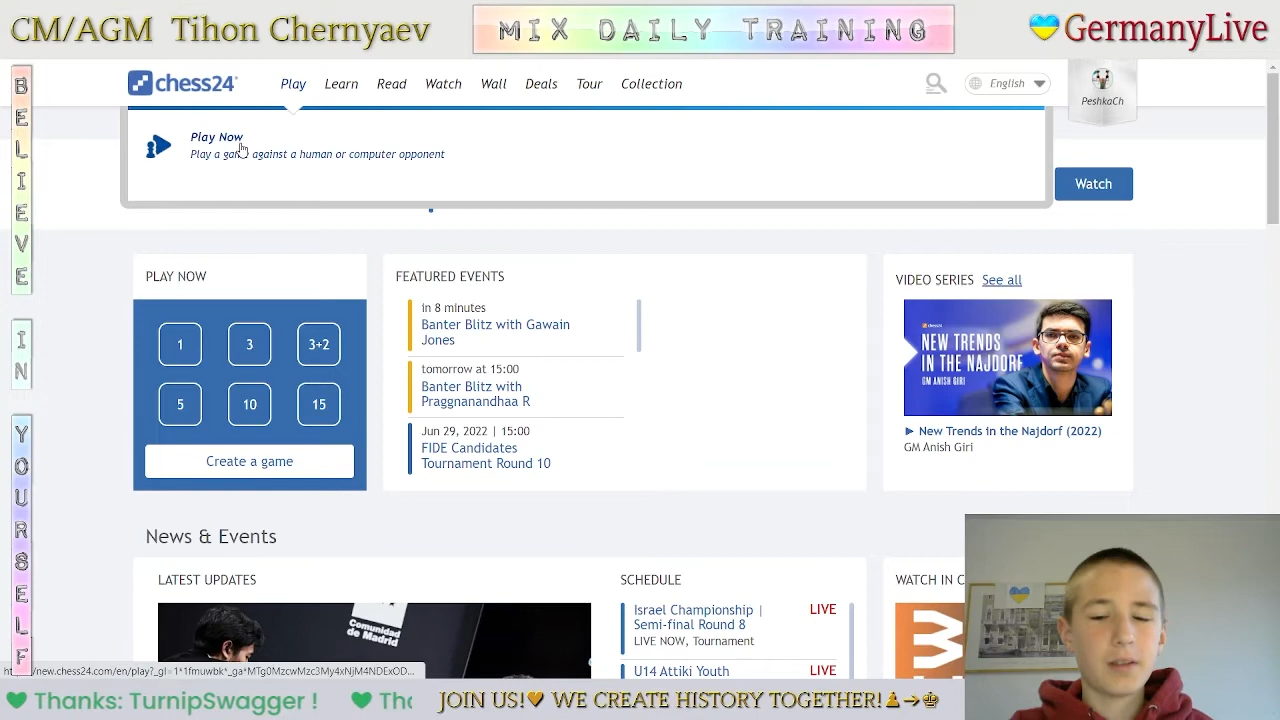 CM/AGM Tihon Chernyaev
MIX DAILY TRAINING
GermanyLive
BELIEVE
IN
YOURSELF
chess24
Play
Learn
Read
Watch
Wall
Deals
Tour
Collection
English
PeshkaCh
Play Now
Play a game against a human or computer opponent
Watch
PLAY NOW
1
3
3+2
5
10
15
Create a game
FEATURED EVENTS
in 8 minutes
Banter Blitz with Gawain
Jones
tomorrow at 15:00
Banter Blitz with
Praggnanandhaa R
Jun 29, 2022 | 15:00
FIDE Candidates
Tournament Round 10
VIDEO SERIES See all
chess24
NEW TRENDS
IN THE NAJDORF
GM ANISH GIRI
New Trends in the Najdorf (2022)
GM Anish Giri
News & Events
LATEST UPDATES
Comunidad
de Madrid
SCHEDULE
Israel Championship |
Semi-final Round 8
LIVE
LIVE NOW, Tournament
U14 Attiki Youth
LIVE
WATCH IN C
Thanks: TurnipSwagger !
Tha
JOIN US! WE CREATE HISTORY TOGETHER!